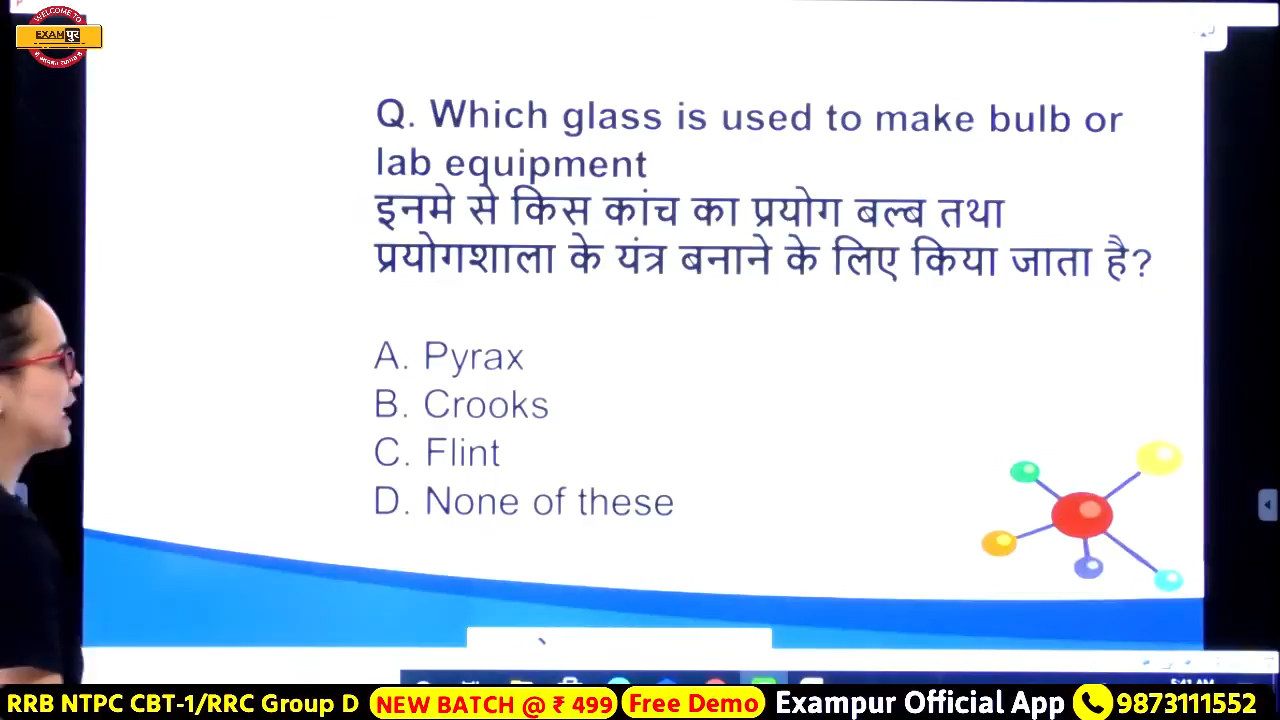 WELCOME TO
EXAMपुर
Q. Which glass is used to make bulb or
lab equipment
इनमे से किस कांच का प्रयोग बल्ब तथा
प्रयोगशाला के यंत्र बनाने के लिए किया जाता है?
A. Pyrax
B. Crooks
C. Flint
D. None of these
RRB NTPC CBT-1/RRC Group D NEW BATCH @ ₹ 499 Free Demo Exampur Official App 9873111552